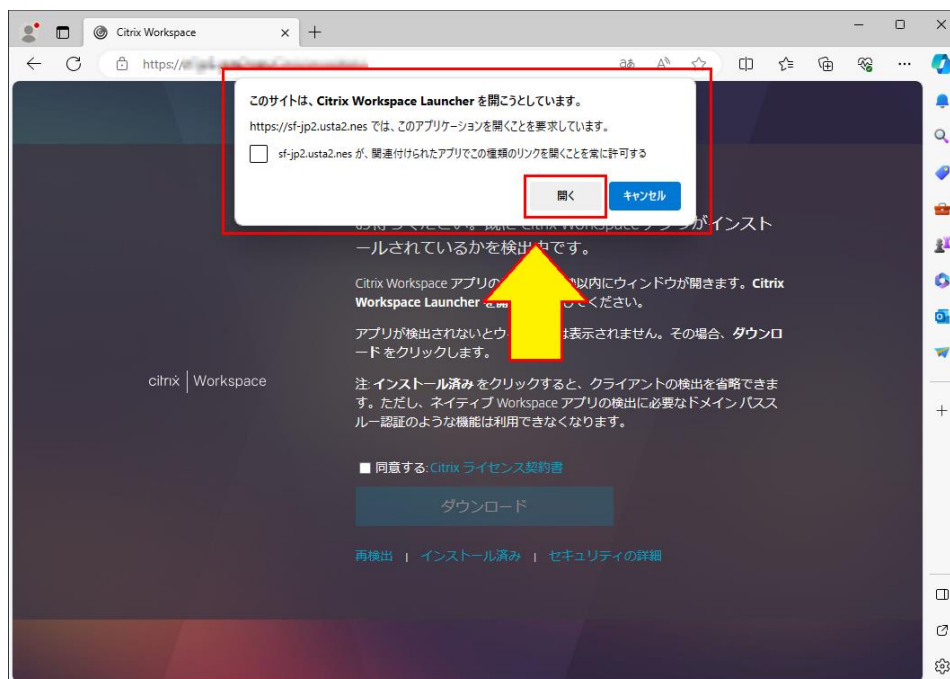 Citrix Workspace
https://
このサイトは、Citrix Workspace Launcher を開こうとしています。
https://sf-jp2.usta2.nes では、このアプリケーションを開くことを要求しています。
sf-jp2.usta2.nes が、関連付けられたアプリでこの種類のリンクを開くことを常に許可する
開く
キャンセル
Citrix Workspace アプリがインスト
ールされているかを検出中です。
Citrix Workspace アプリの 以内にウィンドウが開きます。Citrix
Workspace Launcher を してください。
アプリが検出されないとウ は表示されません。その場合、ダウンロ
ードをクリックします。
citrix | Workspace
注: インストール済み をクリックすると、クライアントの検出を省略できま
す。ただし、ネイティブ Workspace アプリの検出に必要なドメイン パスス
ルー認証のような機能は利用できなくなります。
同意する: Citrix ライセンス契約書
ダウンロード
再検出 | インストール済み | セキュリティの詳細